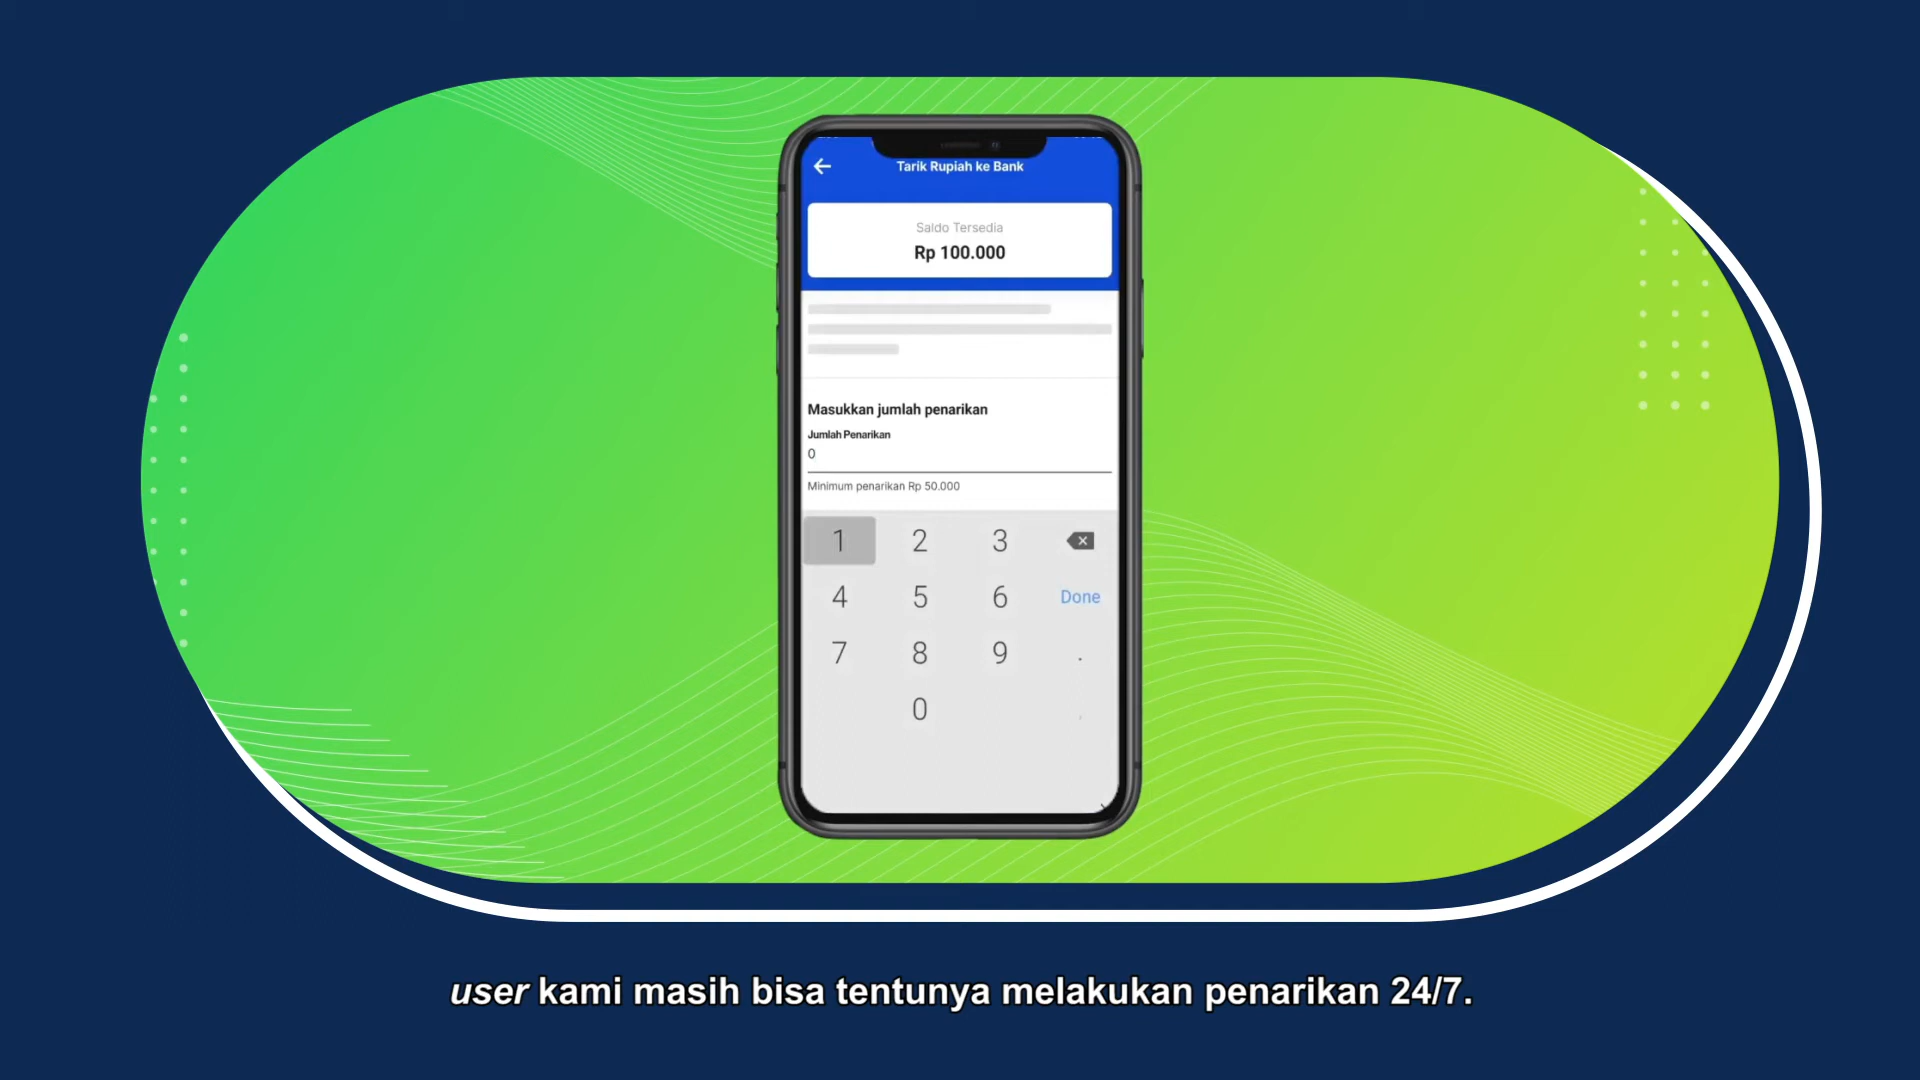 Tarik Rupiah ke Bank
Saldo Tersedia
Rp 100.000
Masukkan jumlah penarikan
Jumlah Penarikan
0
Minimum penarikan Rp 50.000
1 2 3
4 5 6 Done
7 8 9 .
0 ,
user kami masih bisa tentunya melakukan penarikan 24/7.